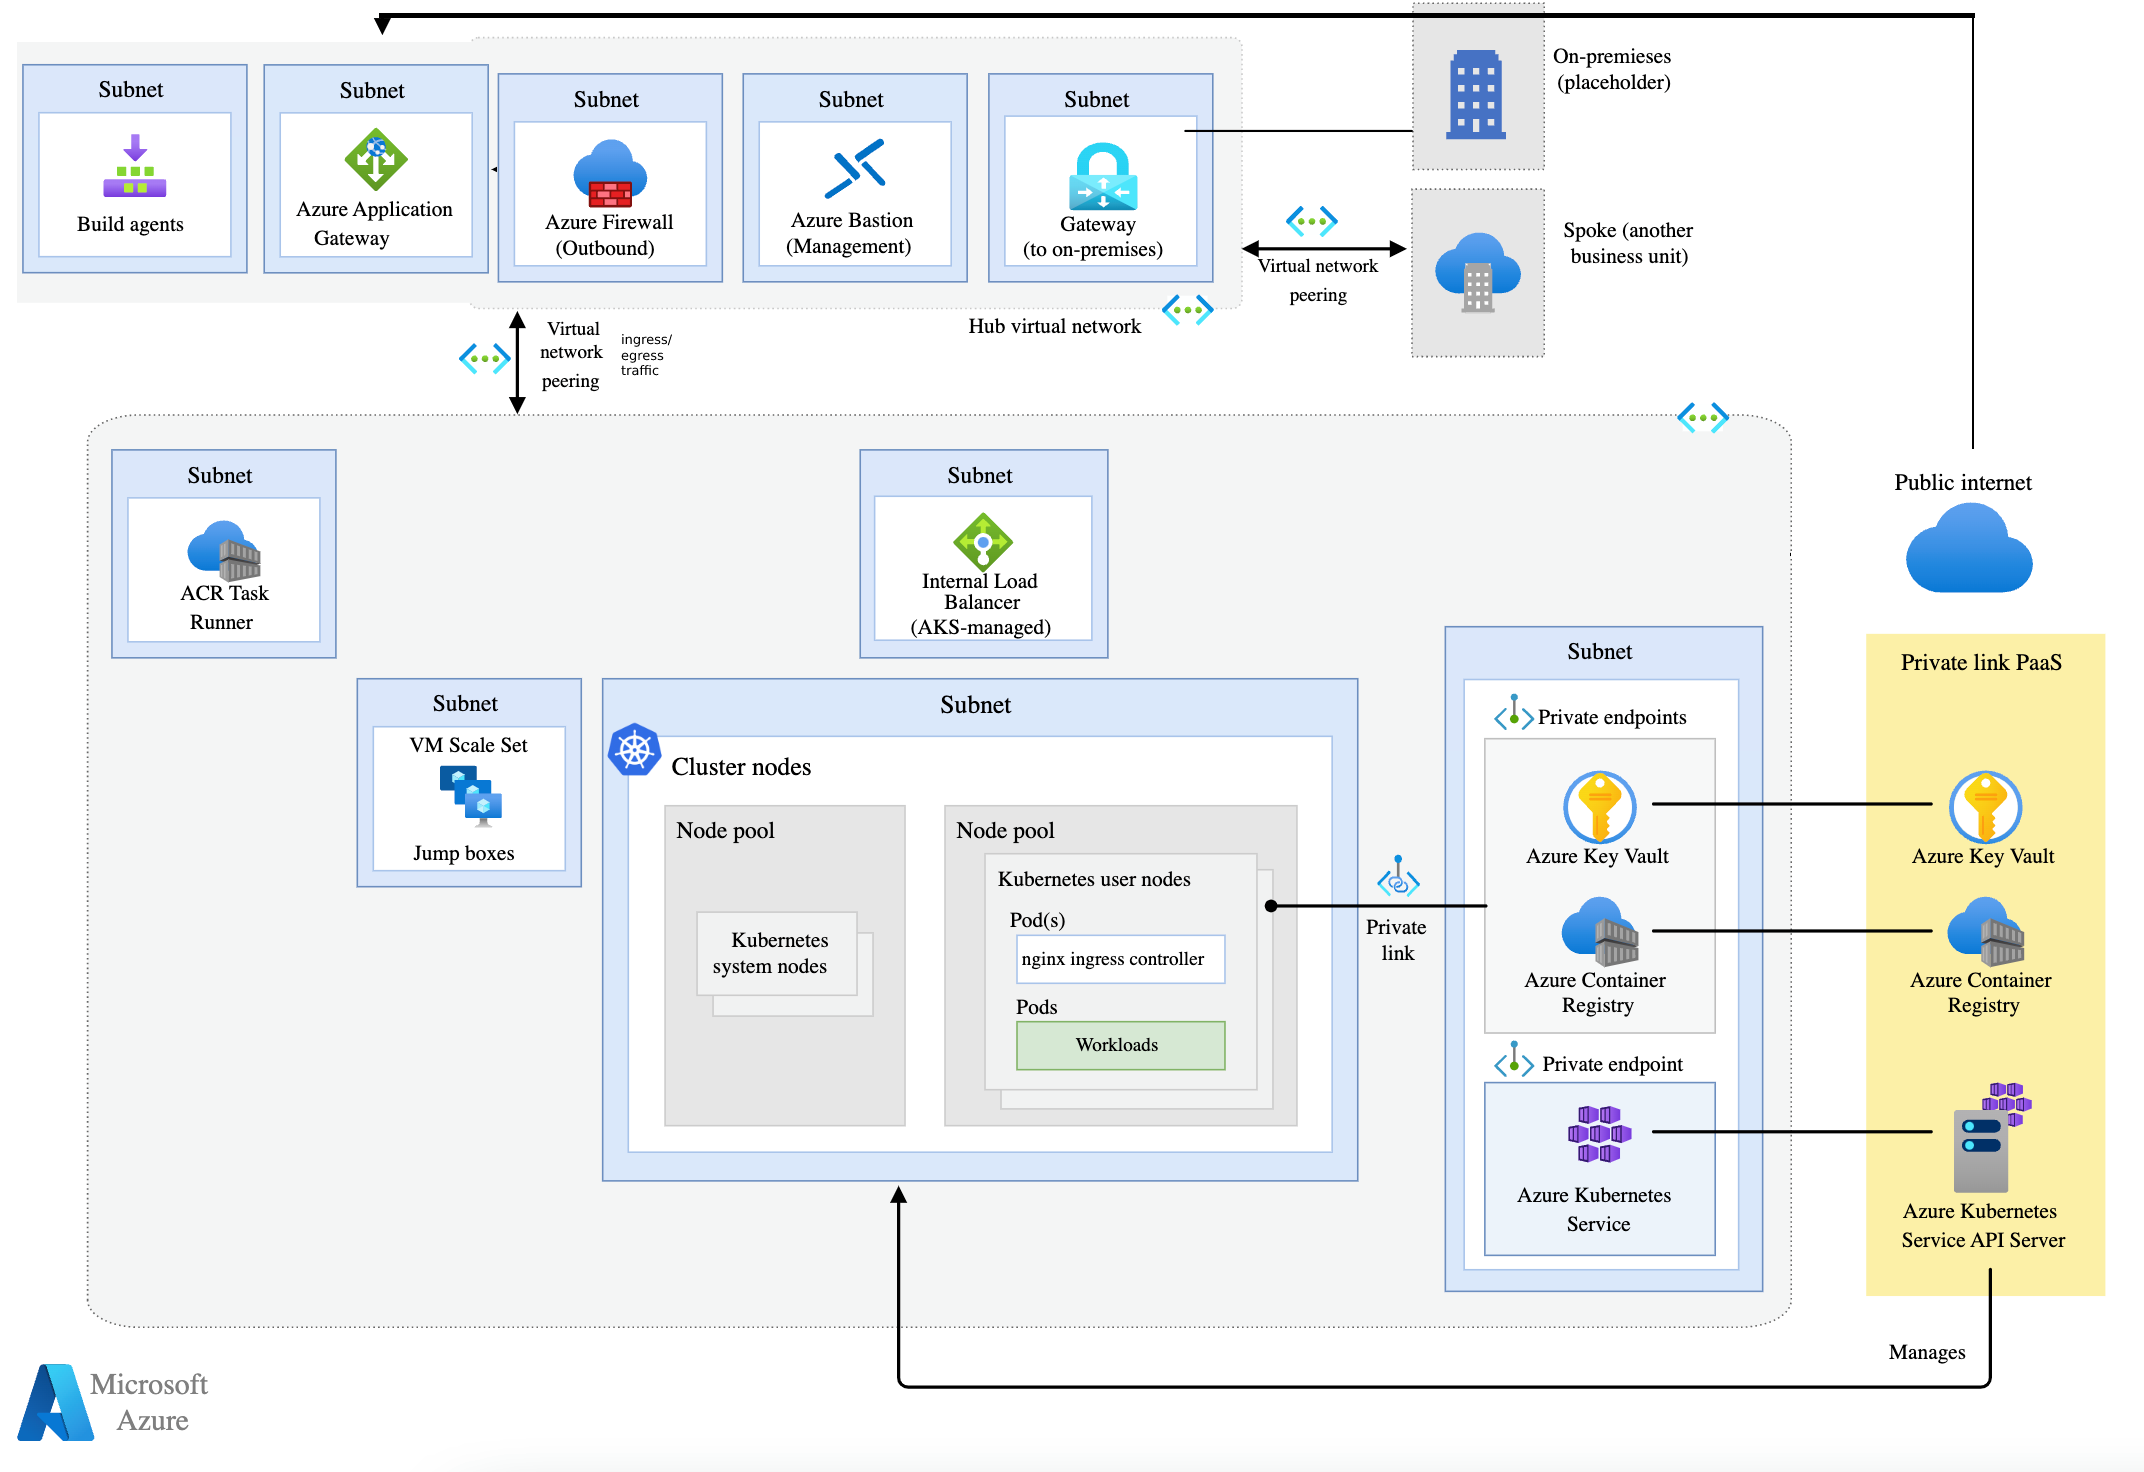 Subnet
Build agents
Subnet
Azure Application
Gateway
Subnet
Azure Firewall
(Outbound)
Subnet
Azure Bastion
(Management)
Subnet
Gateway
(to on-premises)
On-premieses
(placeholder)
Spoke (another
business unit)
Virtual network
peering
Hub virtual network
Virtual
network
peering
ingress/
egress
traffic
Public internet
Subnet
ACR Task
Runner
Subnet
Internal Load
Balancer
(AKS-managed)
Subnet
VM Scale Set
Jump boxes
Subnet
Cluster nodes
Node pool
Kubernetes
system nodes
Node pool
Kubernetes user nodes
Pod(s)
nginx ingress controller
Pods
Workloads
Private
link
Subnet
Private endpoints
Azure Key Vault
Azure Container
Registry
Private endpoint
Azure Kubernetes
Service
Private link PaaS
Azure Key Vault
Azure Container
Registry
Azure Kubernetes
Service API Server
Manages
Microsoft
Azure